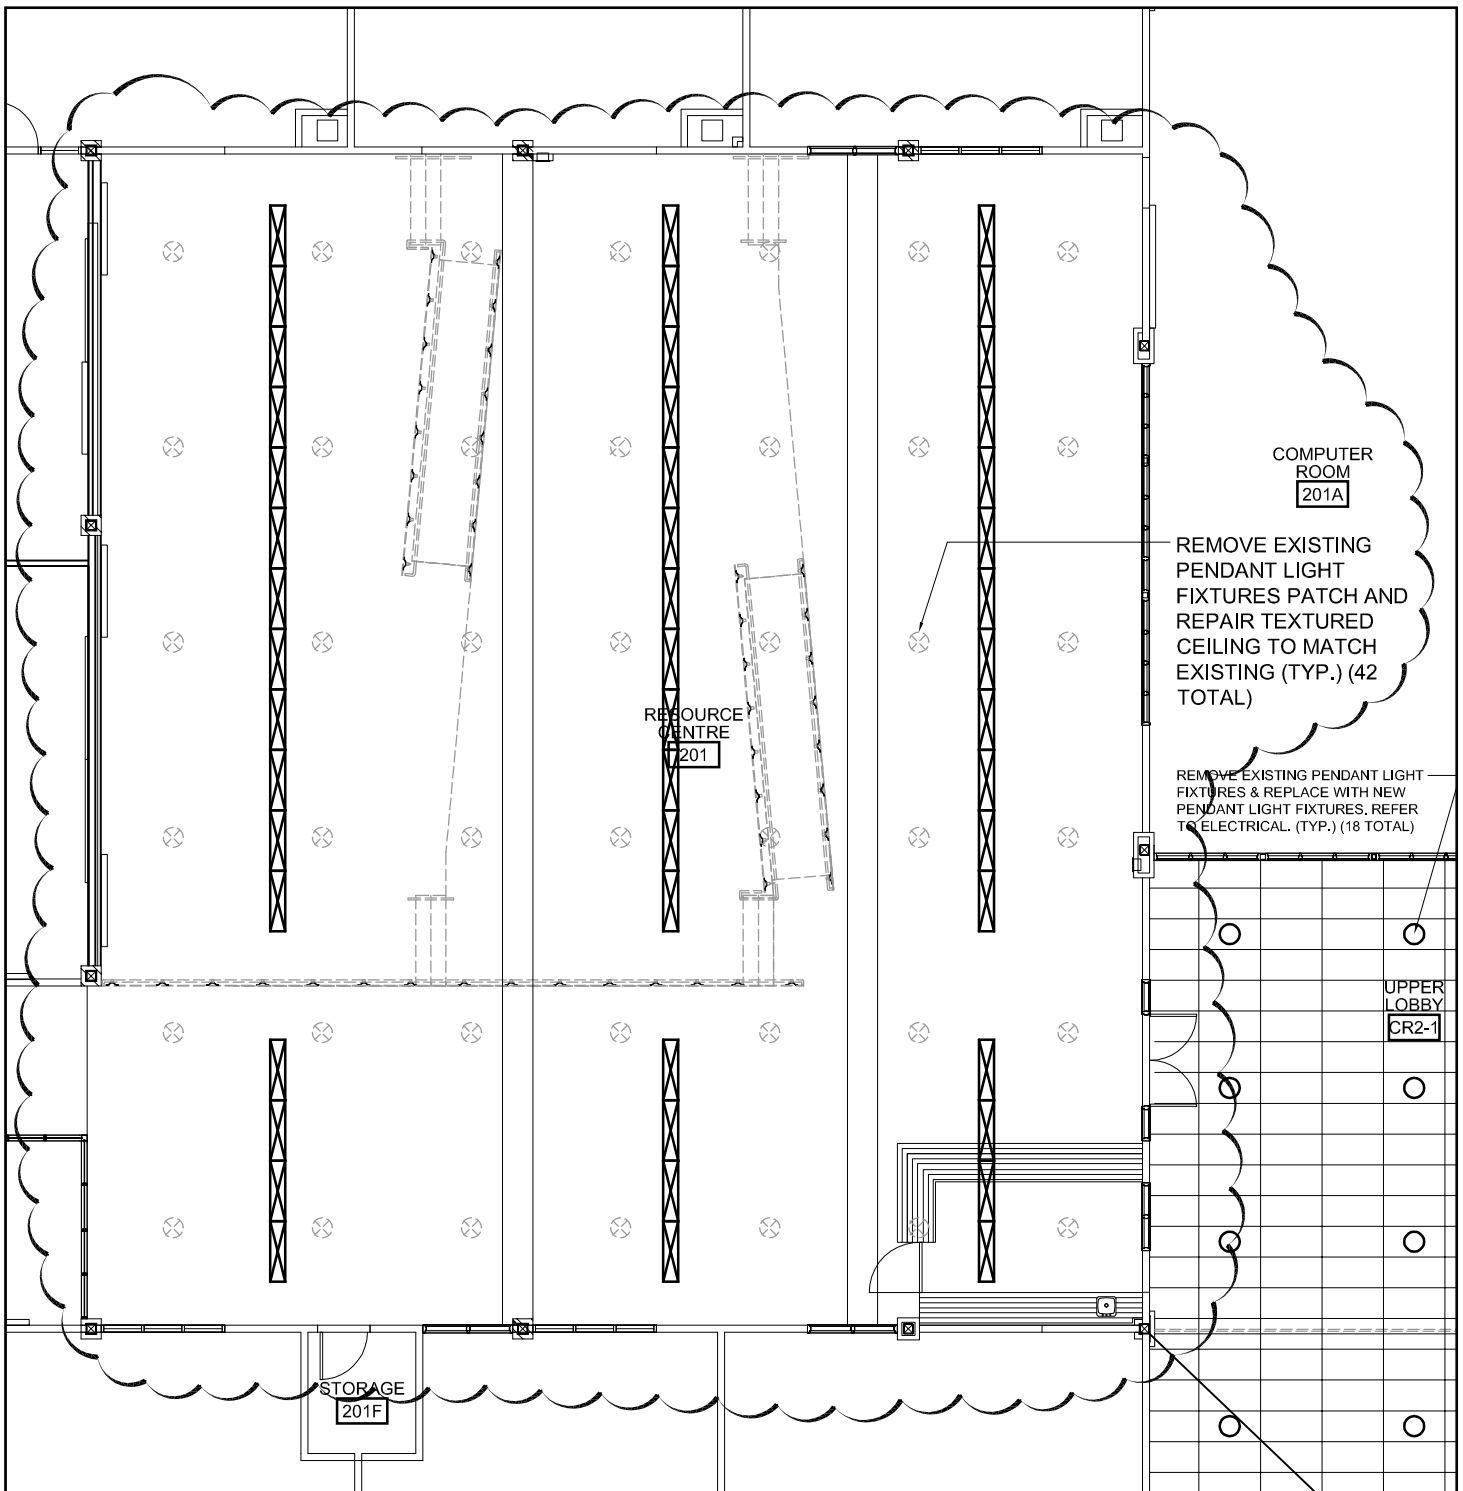 COMPUTER
ROOM
201A
REMOVE EXISTING
PENDANT LIGHT
FIXTURES PATCH AND
REPAIR TEXTURED
CEILING TO MATCH
EXISTING (TYP.) (42
TOTAL)
RESOURCE
CENTRE
201
REMOVE EXISTING PENDANT LIGHT
FIXTURES & REPLACE WITH NEW
PENDANT LIGHT FIXTURES. REFER
TO ELECTRICAL. (TYP.) (18 TOTAL)
UPPER
LOBBY
CR2-1
STORAGE
201F